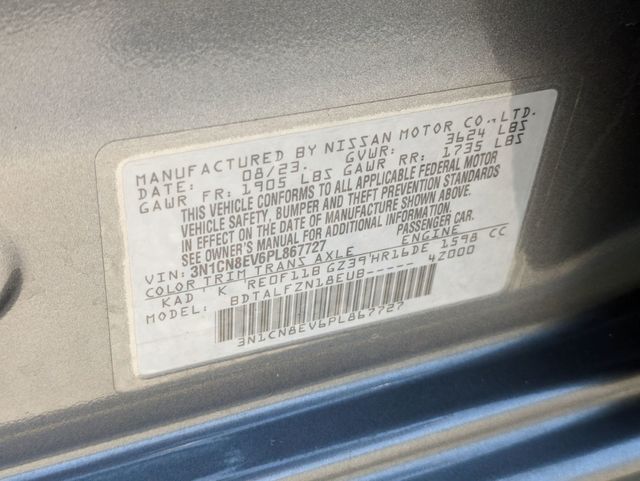 MANUFACTURED BY NISSAN MOTOR CO.,LTD.
DATE: 08/23. GVWR: 3624 LBS
GAWR FR: 1905 LBS GAWR RR: 1735 LBS
THIS VEHICLE CONFORMS TO ALL APPLICABLE FEDERAL MOTOR
VEHICLE SAFETY, BUMPER AND THEFT PREVENTION STANDARDS
IN EFFECT ON THE DATE OF MANUFACTURE SHOWN ABOVE.
SEE OWNER'S MANUAL FOR ADDITIONAL INFORMATION.
VIN: 3N1CN8EV6PL867727 PASSENGER CAR.
COLOR TRIM TRANS AXLE ENGINE
KAD K RE0F11B GZ39 HR16DE 1598 CC
MODEL: BDTALFZN18EUB----- 4Z000
3N1CN8EV6PL867727